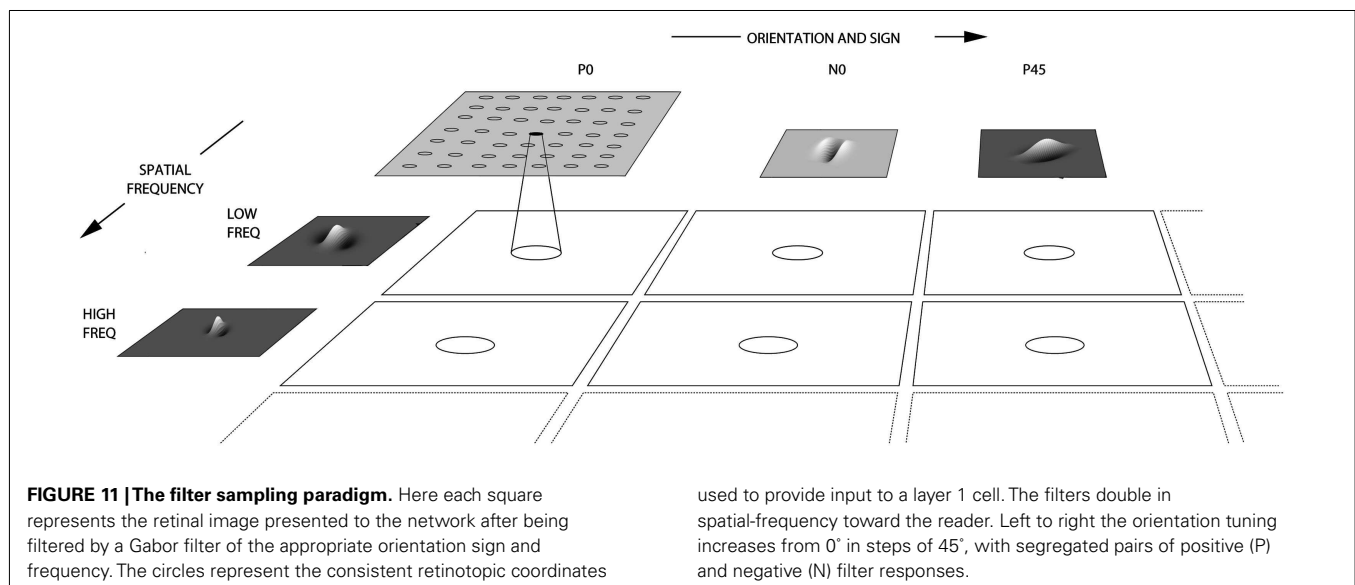 ORIENTATION AND SIGN
P0
N0
P45
SPATIAL
FREQUENCY
LOW
FREQ
HIGH
FREQ
FIGURE 11 | The filter sampling paradigm. Here each square
represents the retinal image presented to the network after being
filtered by a Gabor filter of the appropriate orientation sign and
frequency. The circles represent the consistent retinotopic coordinates
used to provide input to a layer 1 cell. The filters double in
spatial-frequency toward the reader. Left to right the orientation tuning
increases from 0˚ in steps of 45˚, with segregated pairs of positive (P)
and negative (N) filter responses.